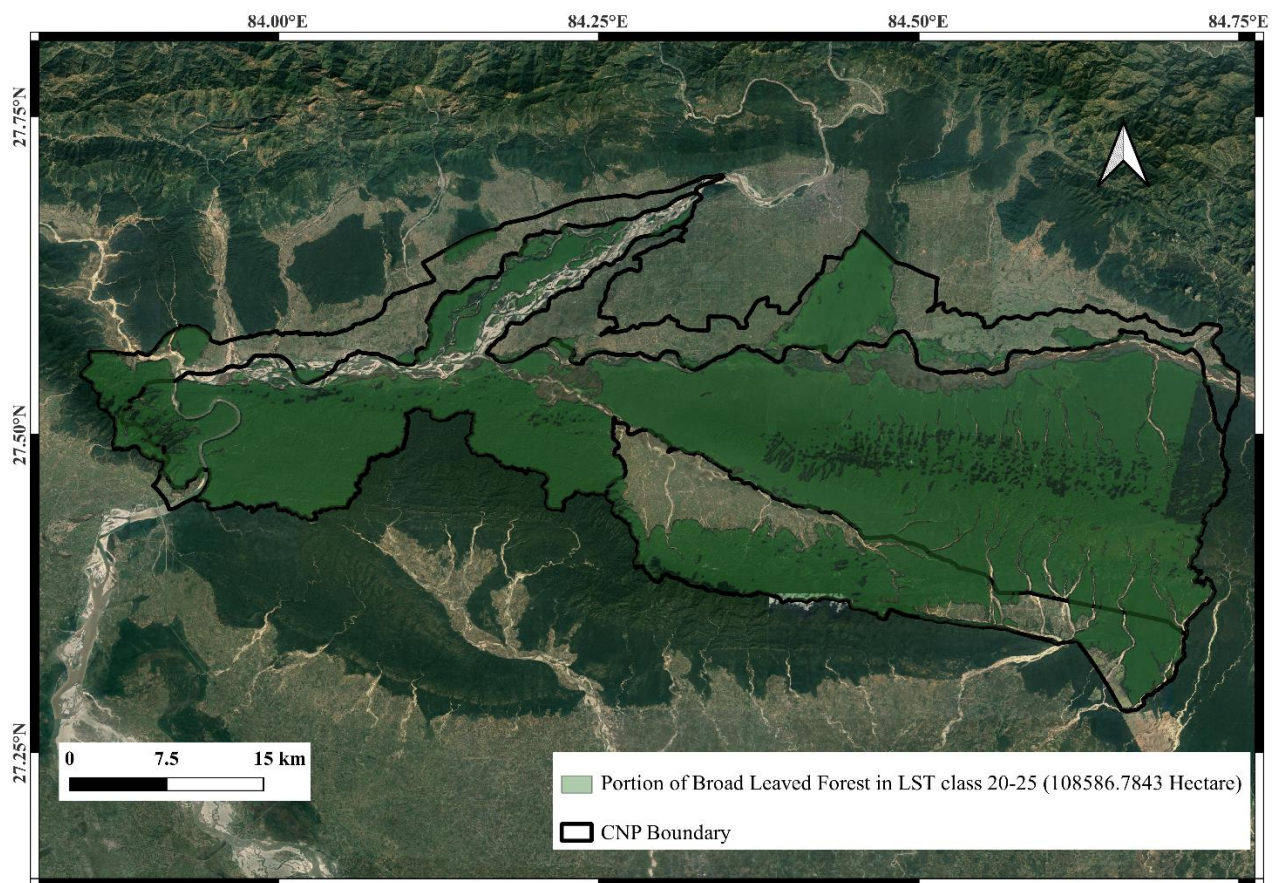 84.00°E 84.25°E 84.50°E 84.75°E
27.75°N
27.50°N
27.25°N
0 7.5 15 km
Portion of Broad Leaved Forest in LST class 20-25 (108586.7843 Hectare)
CNP Boundary